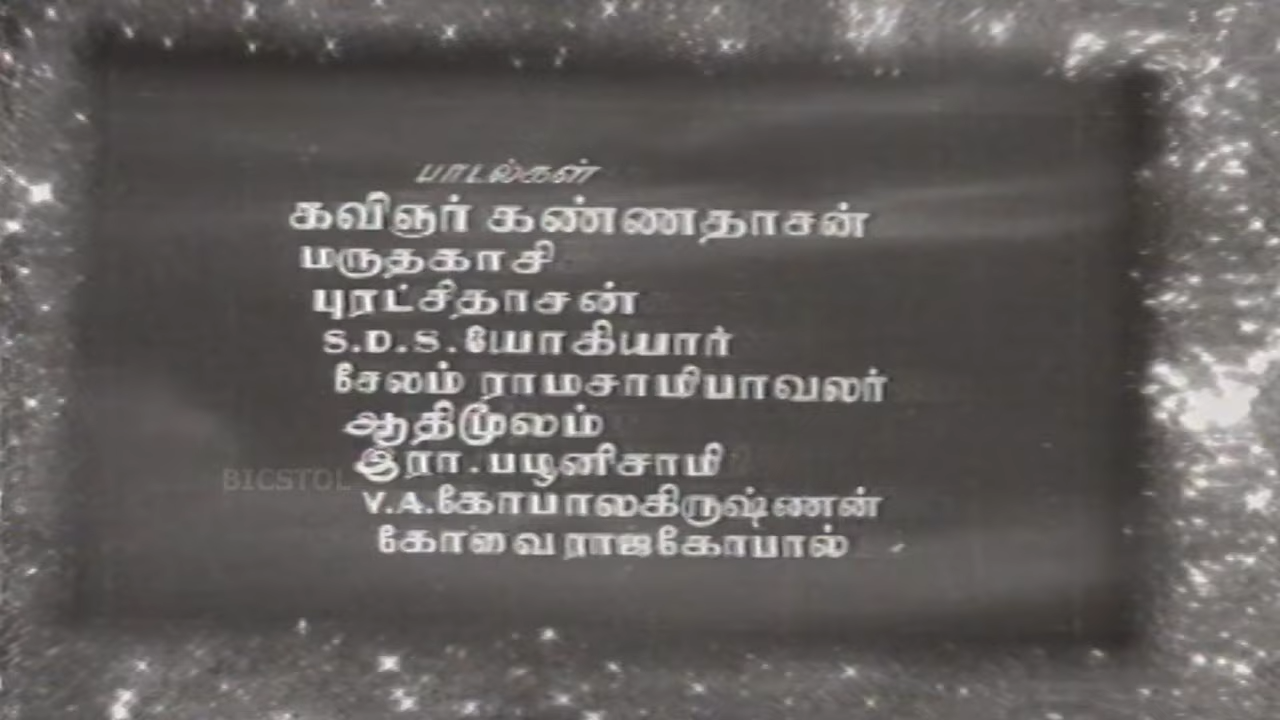 பாடல்கள்
கவிஞர் கண்ணதாசன்
மருதகாசி
புரட்சிதாசன்
S.D.S.யோகியார்
சேலம் ராமசாமிபாவலர்
ஆதிமூலம்
இரா.பழனிசாமி
BICSTOL
V.A.கோபாலகிருஷ்ணன்
கோவை ராஜகோபால்